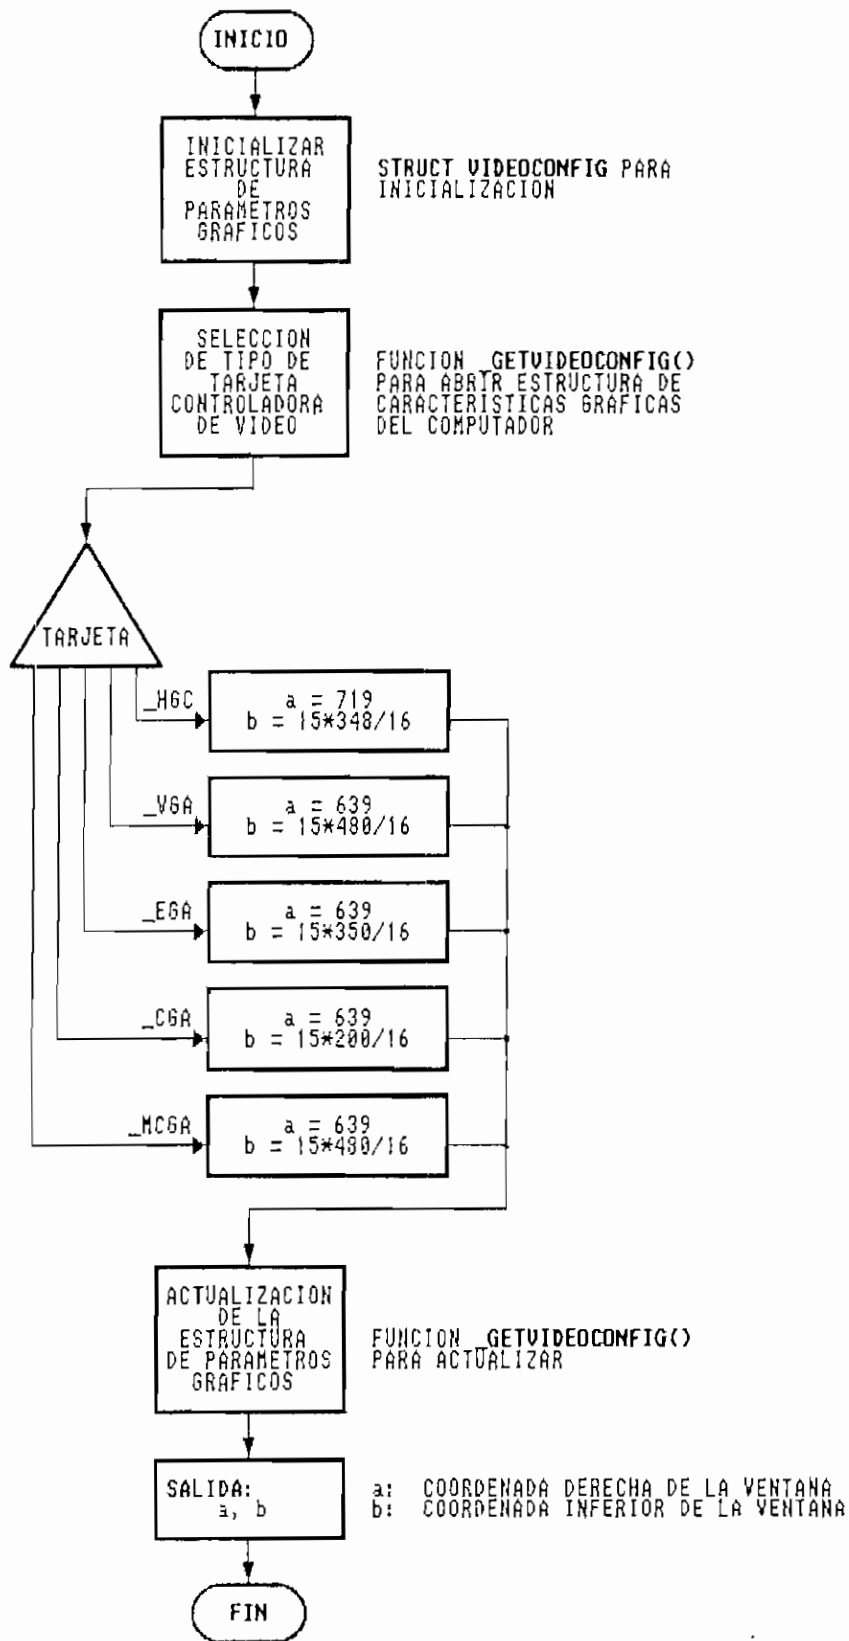 INICIO
INICIALIZAR
ESTRUCTURA
DE
PARAMETROS
GRAFICOS
STRUCT VIDEOCONFIG PARA
INICIALIZACION
SELECCION
DE TIPO DE
TARJETA
CONTROLADORA
DE VIDEO
FUNCION _GETVIDEOCONFIG()
PARA ABRIR ESTRUCTURA DE
CARACTERISTICAS GRAFICAS
DEL COMPUTADOR
TARJETA
_HGC
a = 719
b = 15*348/16
_VGA
a = 639
b = 15*480/16
_EGA
a = 639
b = 15*350/16
_CGA
a = 639
b = 15*200/16
_MCGA
a = 639
b = 15*480/16
ACTUALIZACION
DE LA
ESTRUCTURA
DE PARAMETROS
GRAFICOS
FUNCION _GETVIDEOCONFIG()
PARA ACTUALIZAR
SALIDA:
a, b
a: COORDENADA DERECHA DE LA VENTANA
b: COORDENADA INFERIOR DE LA VENTANA
FIN